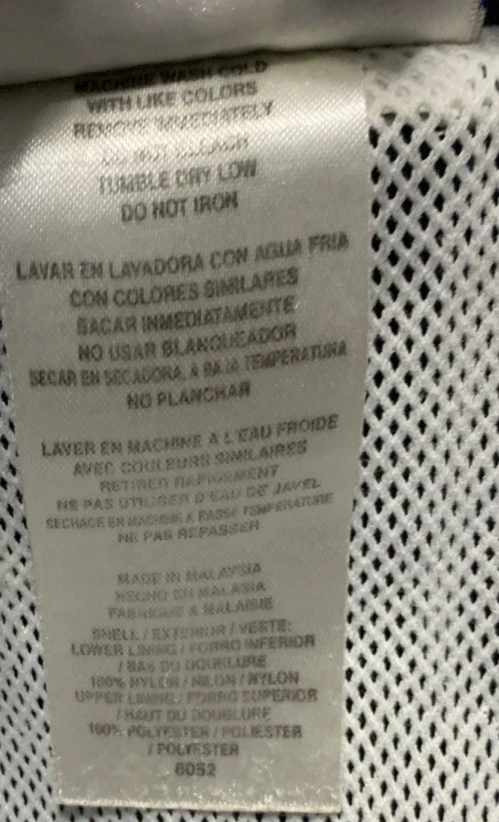 MACHINE WASH COLD
WITH LIKE COLORS
REMOVE IMMEDIATELY
DO NOT BLEACH
TUMBLE DRY LOW
DO NOT IRON
LAVAR EN LAVADORA CON AGUA FRIA
CON COLORES SIMILARES
SACAR INMEDIATAMENTE
NO USAR BLANQUEADOR
SECAR EN SECADORA, A BAJA TEMPERATURA
NO PLANCHAR
LAVER EN MACHINE A L'EAU FROIDE
AVEC COULEURS SIMILAIRES
RETIRER RAPIDEMENT
NE PAS UTILISER D'EAU DE JAVEL
SECHAGE EN MACHINE A BASSE TEMPERATURE
NE PAS REPASSER
MADE IN MALAYSIA
HECHO EN MALASIA
FABRIQUE A MALAISIE
SHELL / EXTERIOR / VESTE:
LOWER LINING / FORRO INFERIOR
/ BAS DU DOUBLURE
100% NYLON / NILON / NYLON
UPPER LINING / FORRO SUPERIOR
/ HAUT DU DOUBLURE
100% POLYESTER / POLIESTER
/ POLYESTER
6052